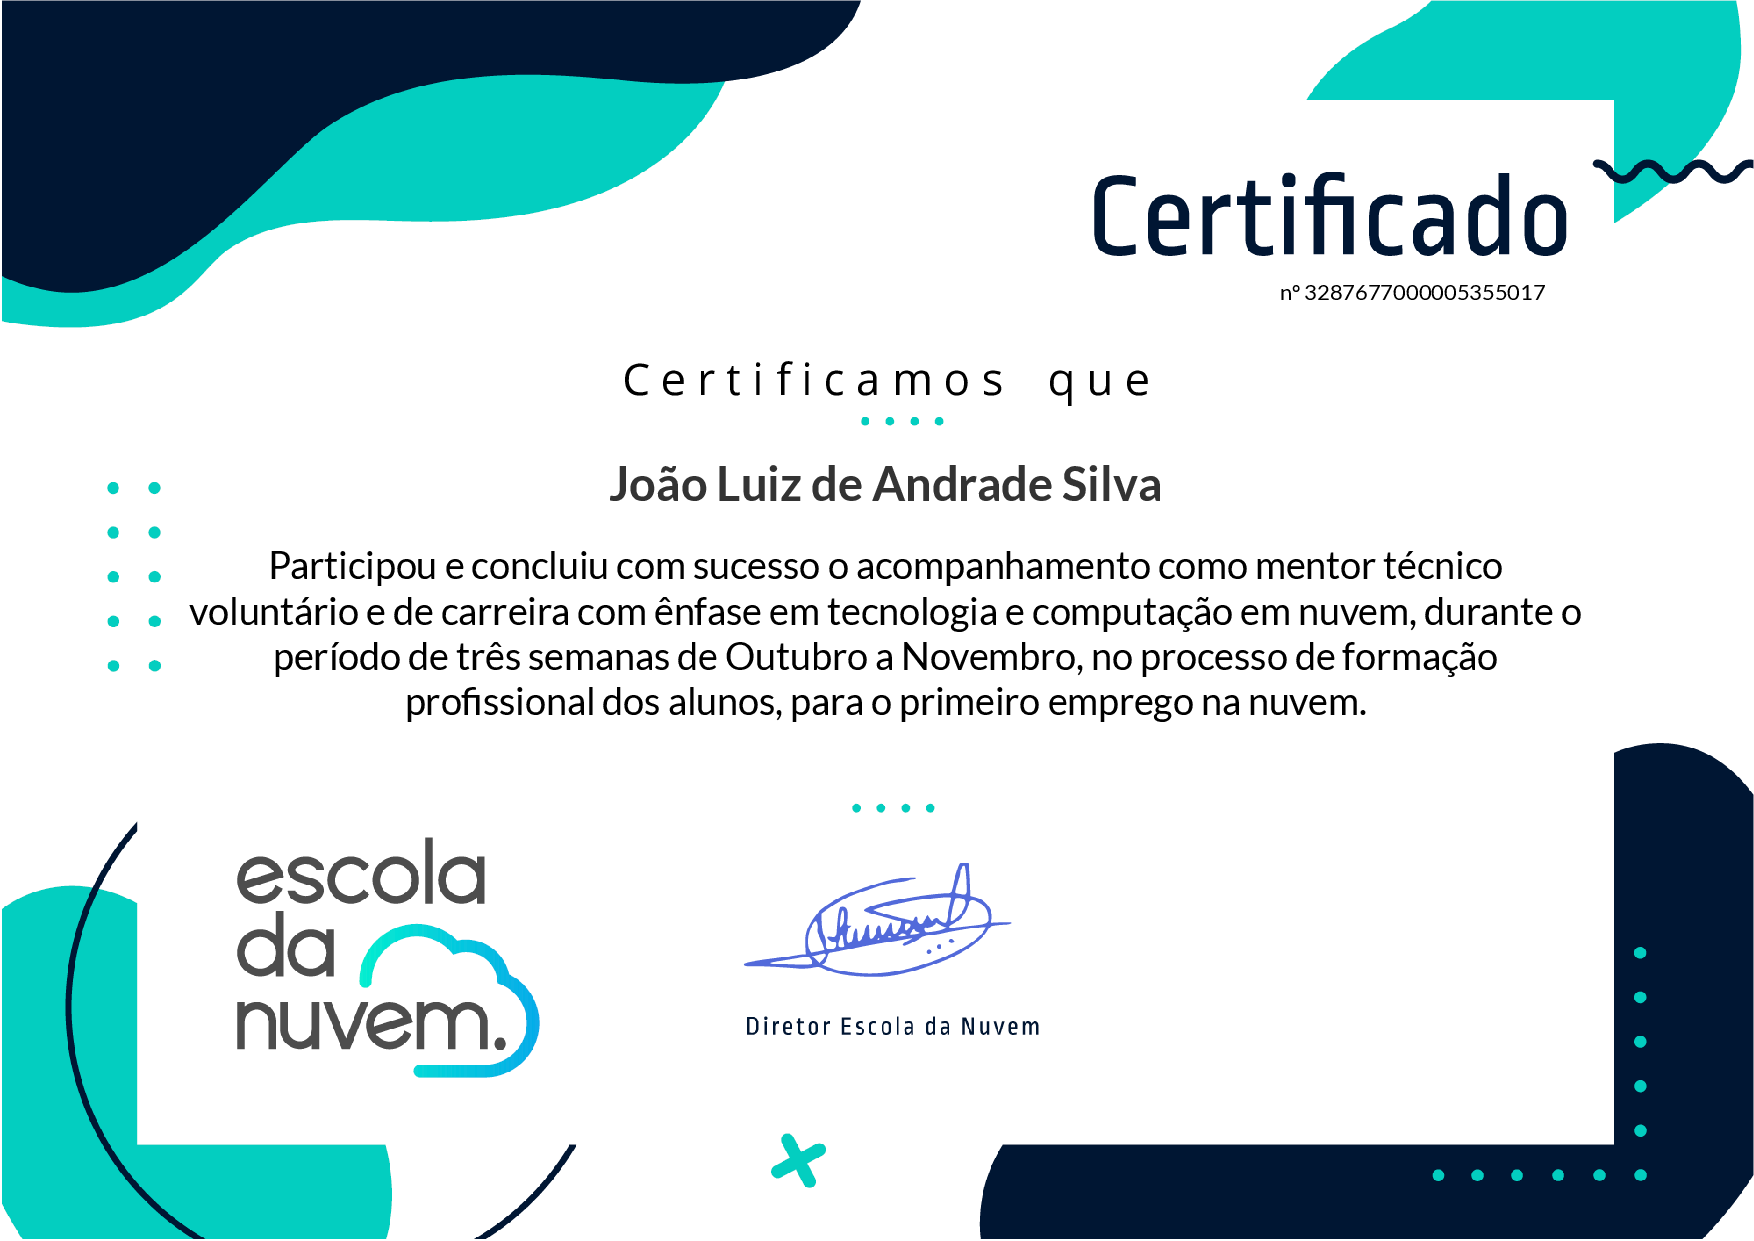 Certificado
nº 3287677000005355017
Certificamos que
João Luiz de Andrade Silva
Participou e concluiu com sucesso o acompanhamento como mentor técnico
voluntário e de carreira com ênfase em tecnologia e computação em nuvem, durante o
período de três semanas de Outubro a Novembro, no processo de formação
profissional dos alunos, para o primeiro emprego na nuvem.
escola
da
nuvem.
Diretor Escola da Nuvem